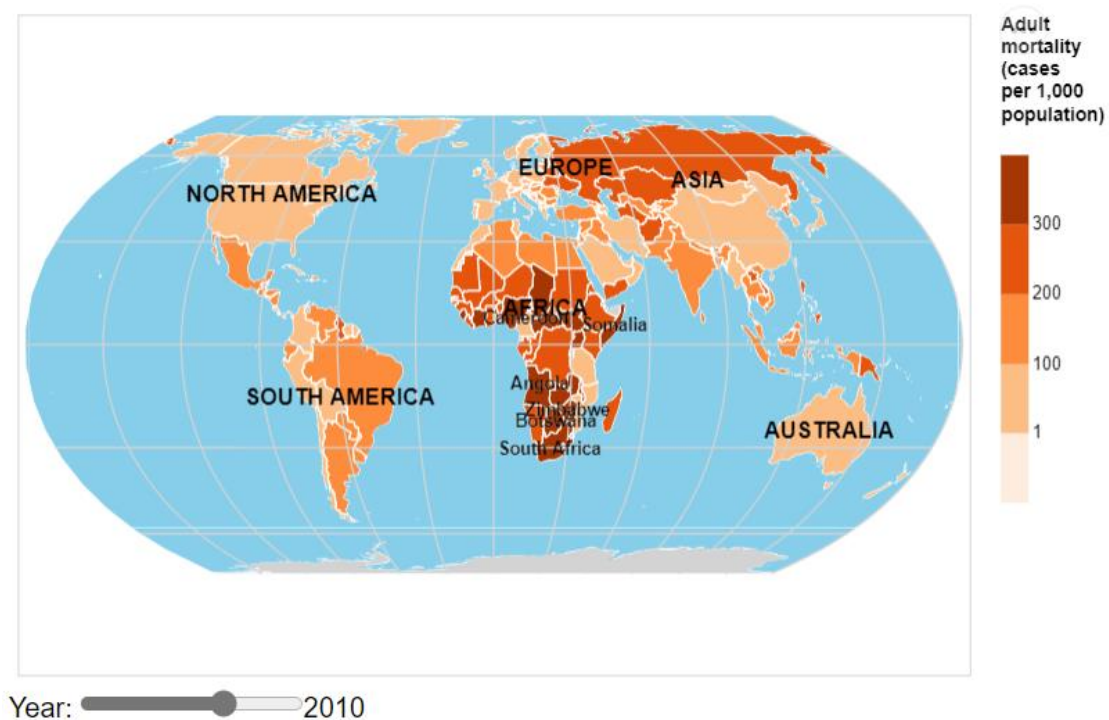 Adult
mortality
(cases
per 1,000
population)
EUROPE
ASIA
NORTH AMERICA
300
200
AFRICA
Cameroon
Somalia
100
Angola
SOUTH AMERICA
Zimbabwe
Botswana
AUSTRALIA
1
South Africa
Year: 2010